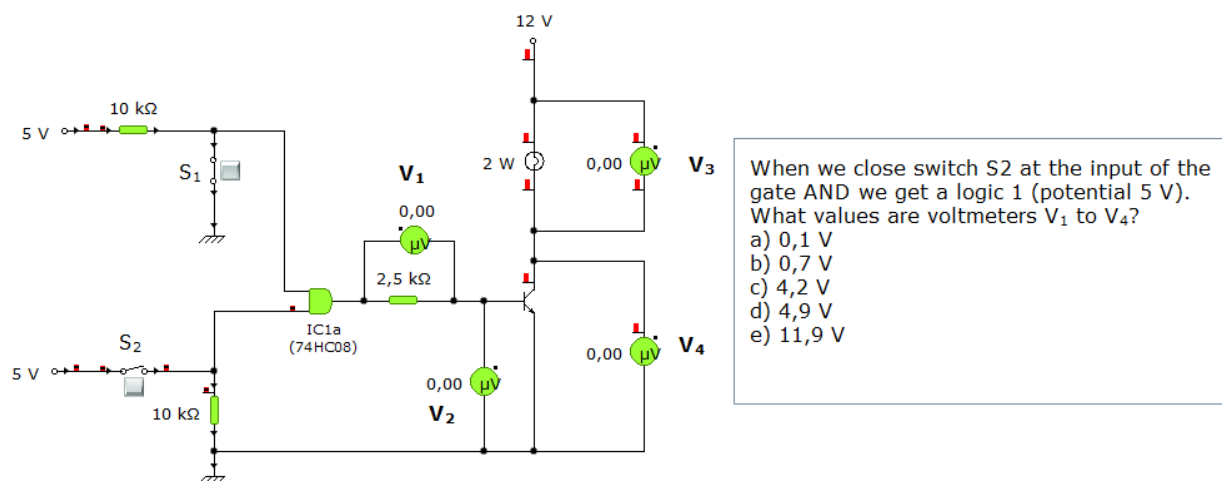 12 V
10 kΩ
5 V
S1
V1
0,00
µV
2 W
0,00
µV
V3
2,5 kΩ
IC1a
(74HC08)
S2
5 V
10 kΩ
0,00
µV
V2
0,00
µV
V4
When we close switch S2 at the input of the
gate AND we get a logic 1 (potential 5 V).
What values are voltmeters V1 to V4?
a) 0,1 V
b) 0,7 V
c) 4,2 V
d) 4,9 V
e) 11,9 V